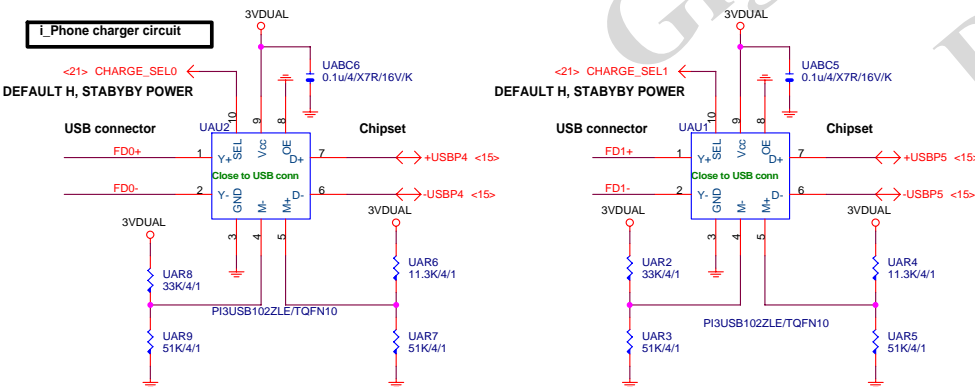 i_Phone charger circuit
3VDUAL
UABC6
0.1u/4/X7R/16V/K
<21> CHARGE_SEL0
DEFAULT H, STABYBY POWER
USB connector
UAU2
Chipset
10
9
8
SEL
Vcc
OE
FD0+
1
Y+
D+
7
+USBP4 <15>
Close to USB conn
FD0-
2
Y-
D-
6
-USBP4 <15>
GND
M-
M+
3
4
5
3VDUAL
3VDUAL
UAR8
33K/4/1
UAR6
11.3K/4/1
PI3USB102ZLE/TQFN10
UAR9
51K/4/1
UAR7
51K/4/1
3VDUAL
UABC5
0.1u/4/X7R/16V/K
<21> CHARGE_SEL1
DEFAULT H, STABYBY POWER
USB connector
UAU1
Chipset
10
9
8
SEL
Vcc
OE
FD1+
1
Y+
D+
7
+USBP5 <15>
Close to USB conn
FD1-
2
Y-
D-
6
-USBP5 <15>
GND
M-
M+
3
4
5
3VDUAL
3VDUAL
UAR2
33K/4/1
UAR4
11.3K/4/1
PI3USB102ZLE/TQFN10
UAR3
51K/4/1
UAR5
51K/4/1